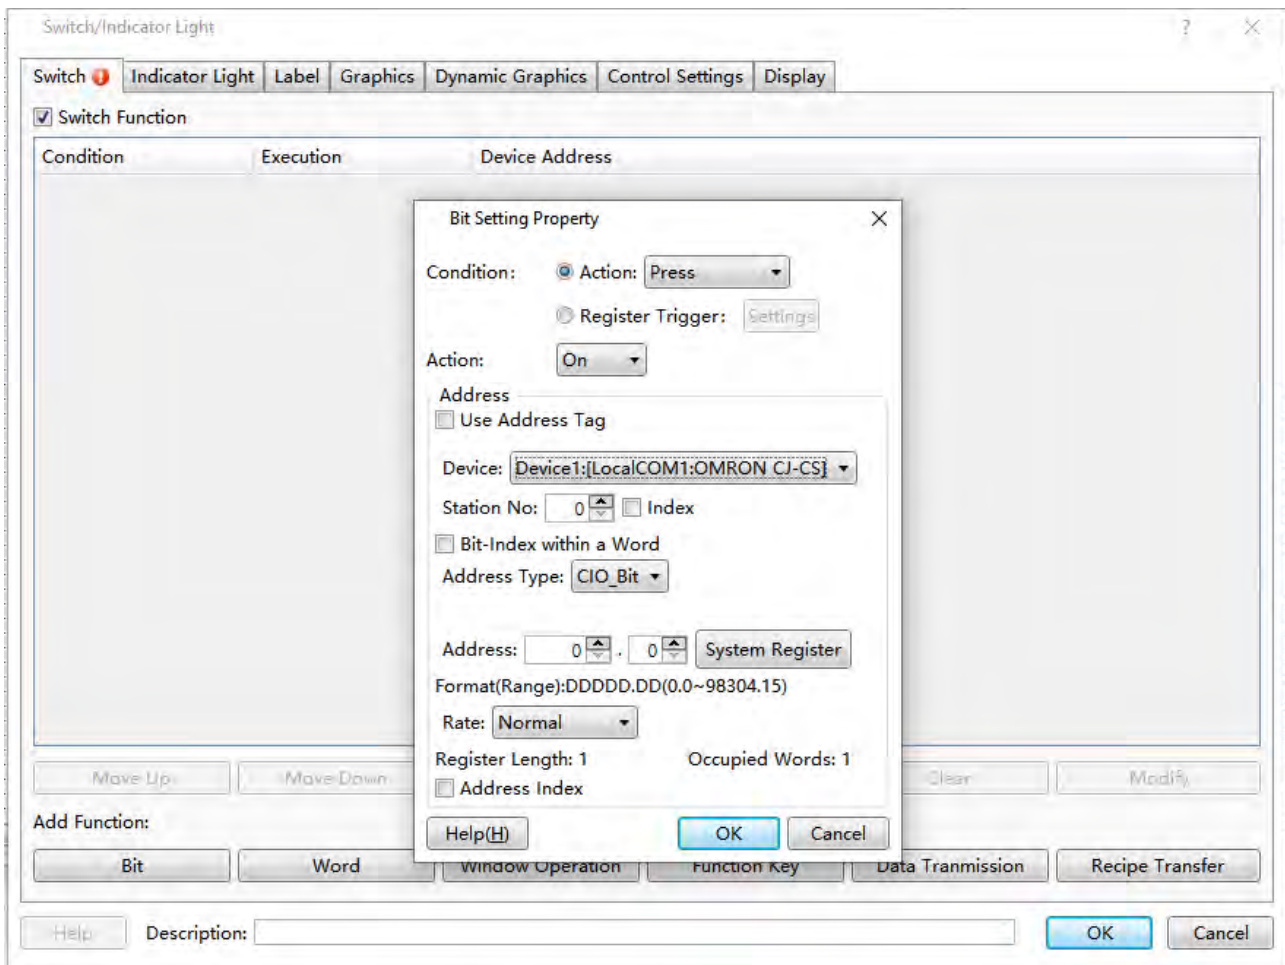 Switch/Indicator Light ?
Switch Indicator Light Label Graphics Dynamic Graphics Control Settings Display
Switch Function
Condition Execution Device Address
Bit Setting Property
Condition: Action: Press
Register Trigger: Settings
Action: On
Address
Use Address Tag
Device: Device1:[LocalCOM1:OMRON CJ-CS]
Station No: 0 Index
Bit-Index within a Word
Address Type: CIO_Bit
Address: 0 . 0 System Register
Format(Range):DDDDD.DD(0.0~98304.15)
Rate: Normal
Register Length: 1 Occupied Words: 1
Address Index
Help(H) OK Cancel
Move Up Move Down Clear Modify
Add Function:
Bit Word Window Operation Function Key Data Tranmission Recipe Transfer
Help Description: OK Cancel